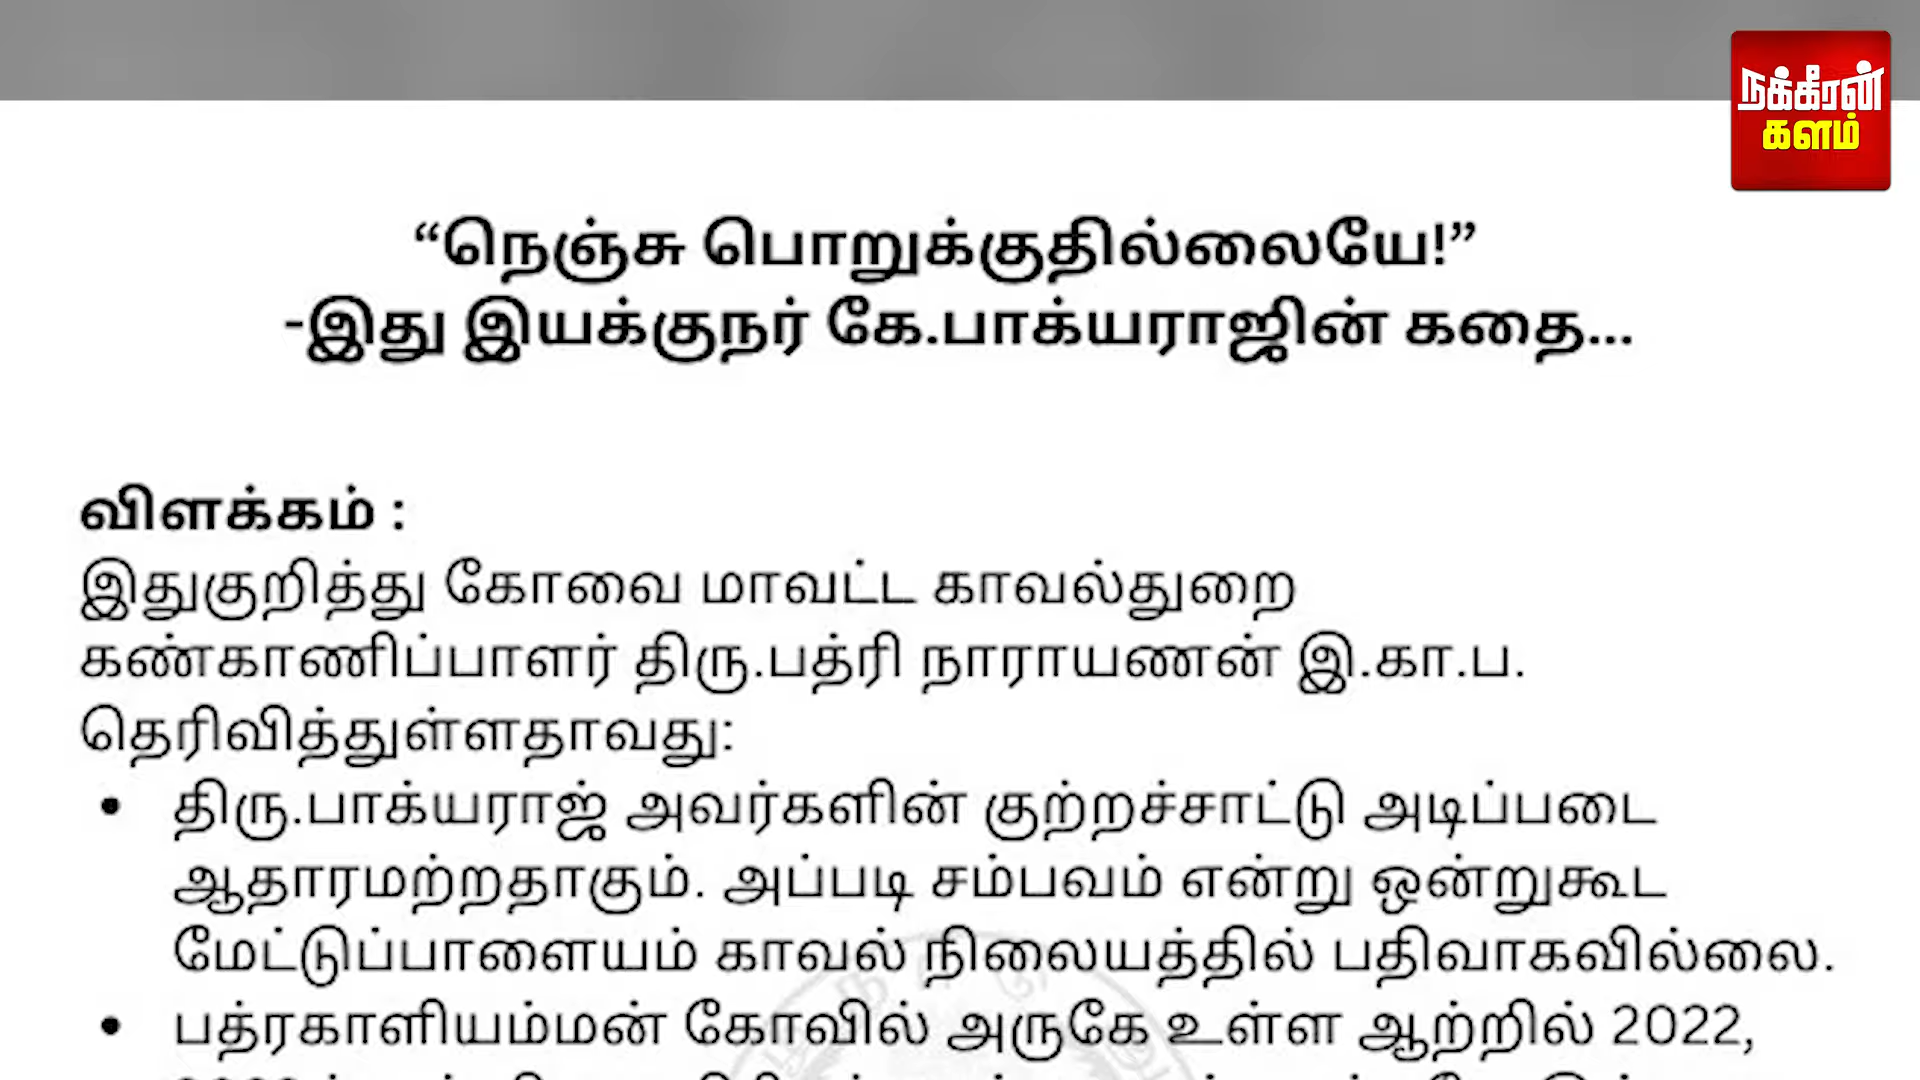 நக்கீரன்
களம்
“நெஞ்சு பொறுக்குதில்லையே!”
-இது இயக்குநர் கே.பாக்யராஜின் கதை...
விளக்கம் :
இதுகுறித்து கோவை மாவட்ட காவல்துறை
கண்காணிப்பாளர் திரு.பத்ரி நாராயணன் இ.கா.ப.
தெரிவித்துள்ளதாவது:
• திரு.பாக்யராஜ் அவர்களின் குற்றச்சாட்டு அடிப்படை
ஆதாரமற்றதாகும். அப்படி சம்பவம் என்று ஒன்றுகூட
மேட்டுப்பாளையம் காவல் நிலையத்தில் பதிவாகவில்லை.
• பத்ரகாளியம்மன் கோவில் அருகே உள்ள ஆற்றில் 2022,